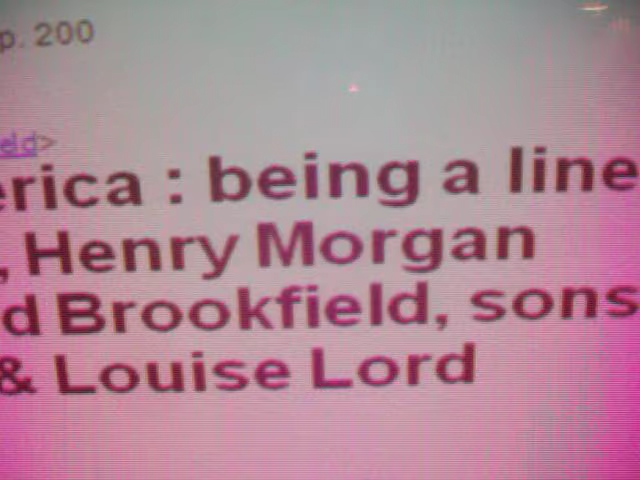 p. 200
eld>
erica : being a line
, Henry Morgan
d Brookfield, sons
& Louise Lord